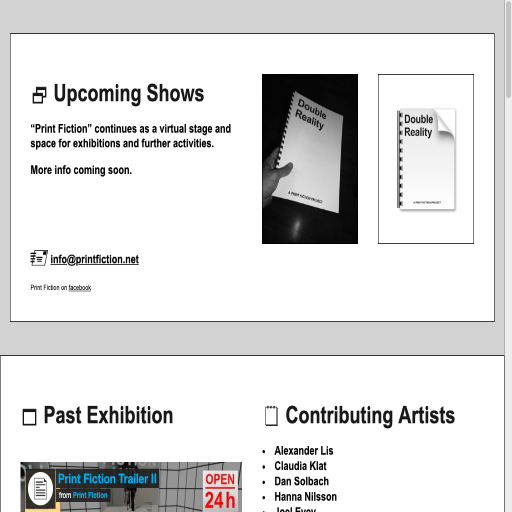 Upcoming Shows
“Print Fiction” continues as a virtual stage and
space for exhibitions and further activities.
More info coming soon.
info@printfiction.net
Print Fiction on facebook
Double
Reality
A PRINT FICTION PROJECT
Double
Reality
A PRINT FICTION PROJECT
Past Exhibition
Print Fiction Trailer II
from Print Fiction
OPEN
24h
Contributing Artists
Alexander Lis
Claudia Klat
Dan Solbach
Hanna Nilsson